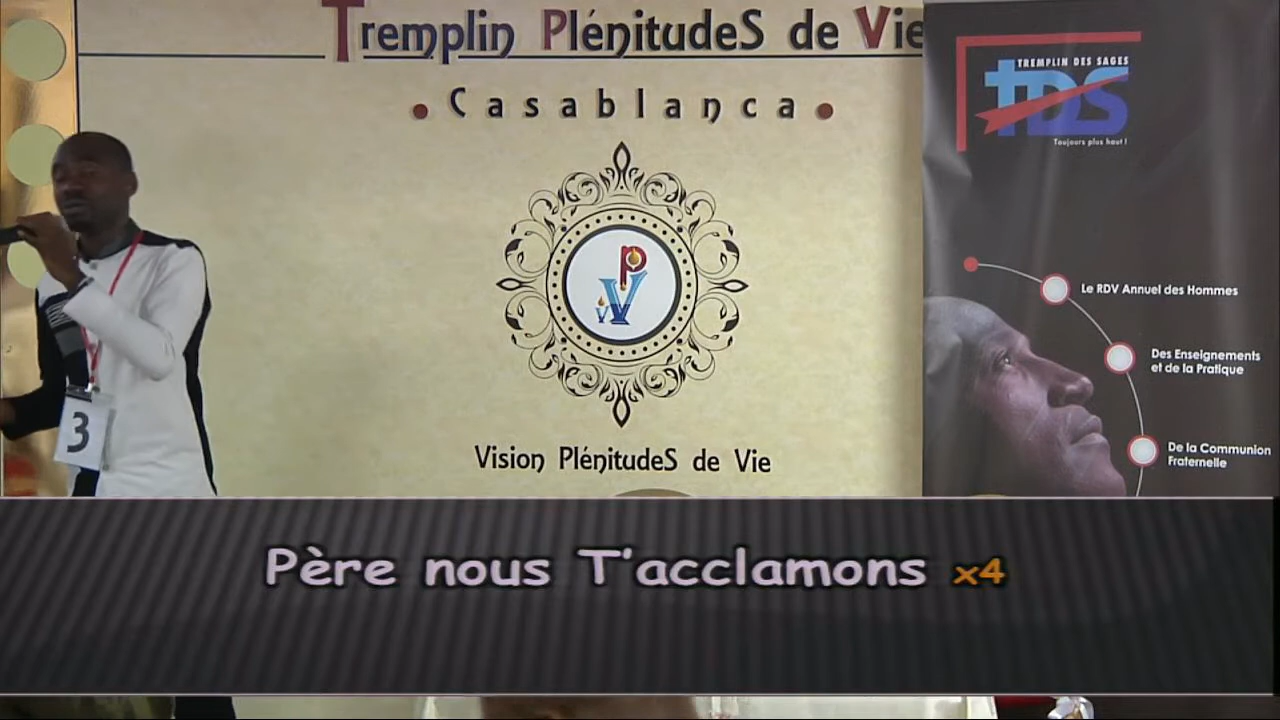 Tremplin PlénitudeS de Vie
• Casablanca •
PV
V
Vision PlénitudeS de Vie
TREMPLIN DES SAGES
TDS
Toujours plus haut !
Le RDV Annuel des Hommes
Des Enseignements
et de la Pratique
De la Communion
Fraternelle
3
Père nous T'acclamons x4